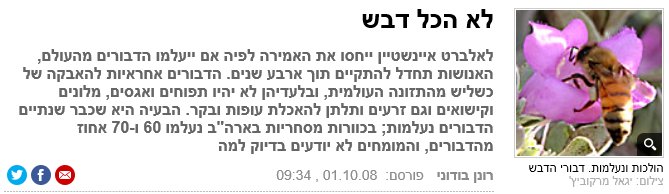 לא הכל דבש
לאלברט איינשטיין ייחסו את האמירה לפיה אם ייעלמו הדבורים מהעולם,
האנושות תחדל להתקיים תוך ארבע שנים. הדבורים אחראיות להאבקה של
כשליש מהתזונה העולמית, ובלעדיהן לא יהיו תפוחים ואגסים, מלונים
וקישואים וגם זרעים ותלתן להאכלת עופות ובקר. הבעיה היא שכבר שנתיים
הדבורים נעלמות; בכוורות מסחריות בארה"ב נעלמו 60 ו-70 אחוז
מהדבורים, והמומחים לא יודעים בדיוק למה
רונן בודוני פורסם: 01.10.08 , 09:34
הולכות ונעלמות. דבורי הדבש
צילום: יגאל מרקוביץ'